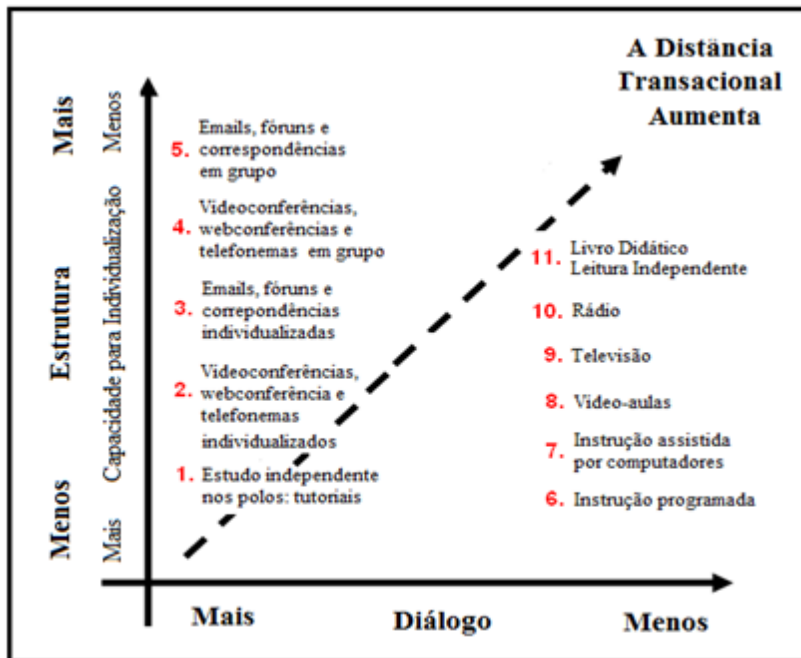 A Distância
Transacional
Aumenta
Mais
Menos
Estrutura
Capacidade para Individualização
Menos
Mais
5. Emails, fóruns e
correspondências
em grupo
4. Videoconferências,
webconferências e
telefonemas em grupo
3. Emails, fóruns e
correpondências
individualizadas
2. Videoconferências,
webconferência e
telefonemas
individualizados
1. Estudo independente
nos polos: tutoriais
11. Livro Didático
Leitura Independente
10. Rádio
9. Televisão
8. Video-aulas
7. Instrução assistida
por computadores
6. Instrução programada
Mais
Diálogo
Menos